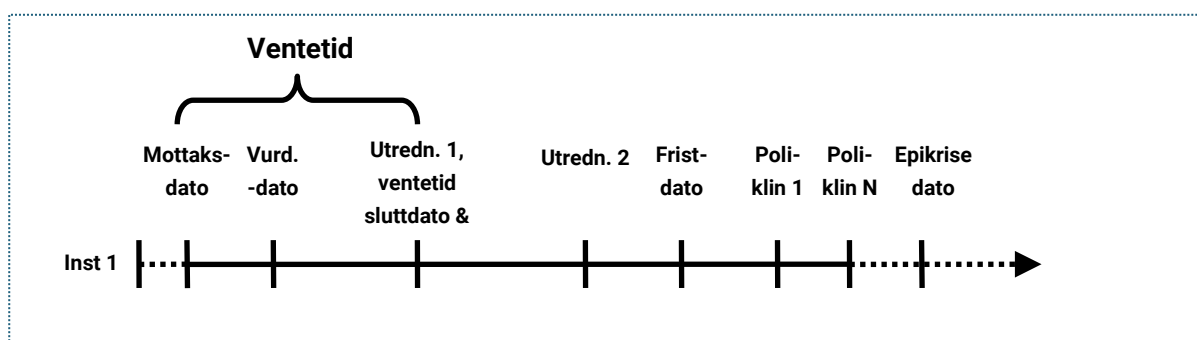 Ventetid
Mottaks-
dato
Vurd.
-dato
Utredn. 1,
ventetid
sluttdato &
Utredn. 2
Frist-
dato
Poli-
klin 1
Poli-
klin N
Epikrise
dato
Inst 1